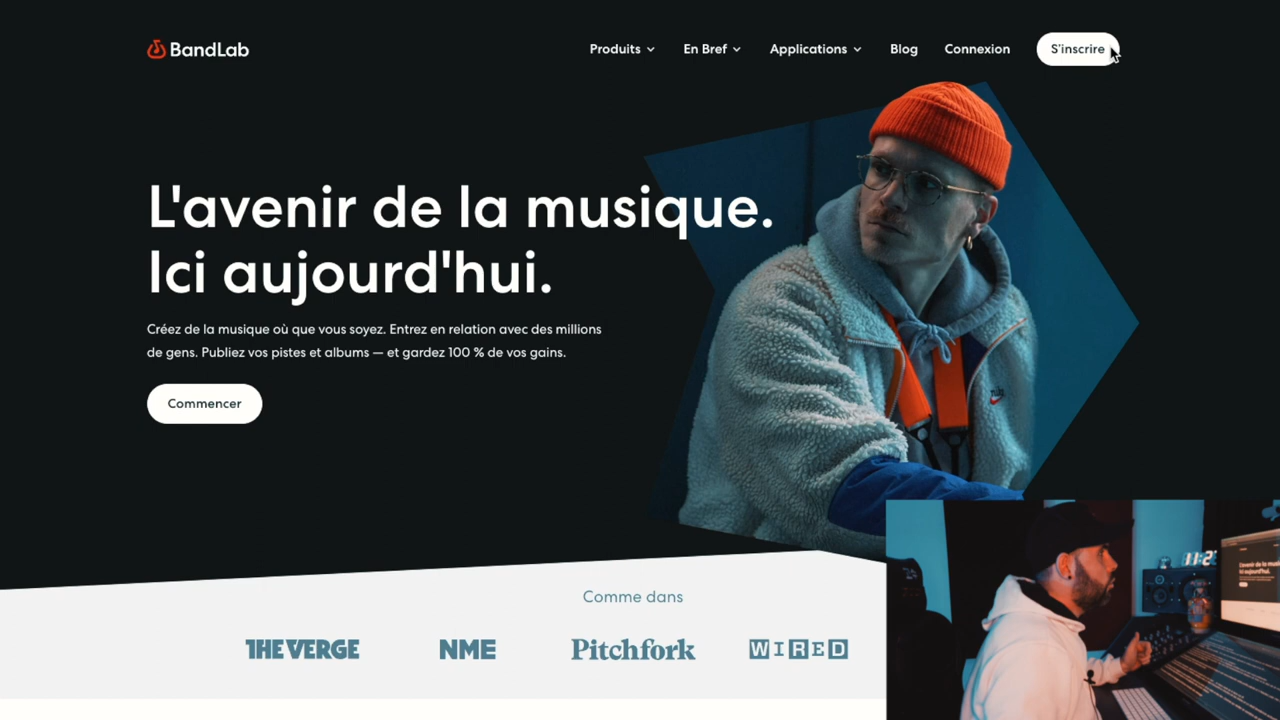 BandLab
Produits
En Bref
Applications
Blog
Connexion
S'inscrire
L'avenir de la musique.
Ici aujourd'hui.
Créez de la musique où que vous soyez. Entrez en relation avec des millions
de gens. Publiez vos pistes et albums — et gardez 100 % de vos gains.
Commencer
Comme dans
THE VERGE
NME
Pitchfork
WIRED